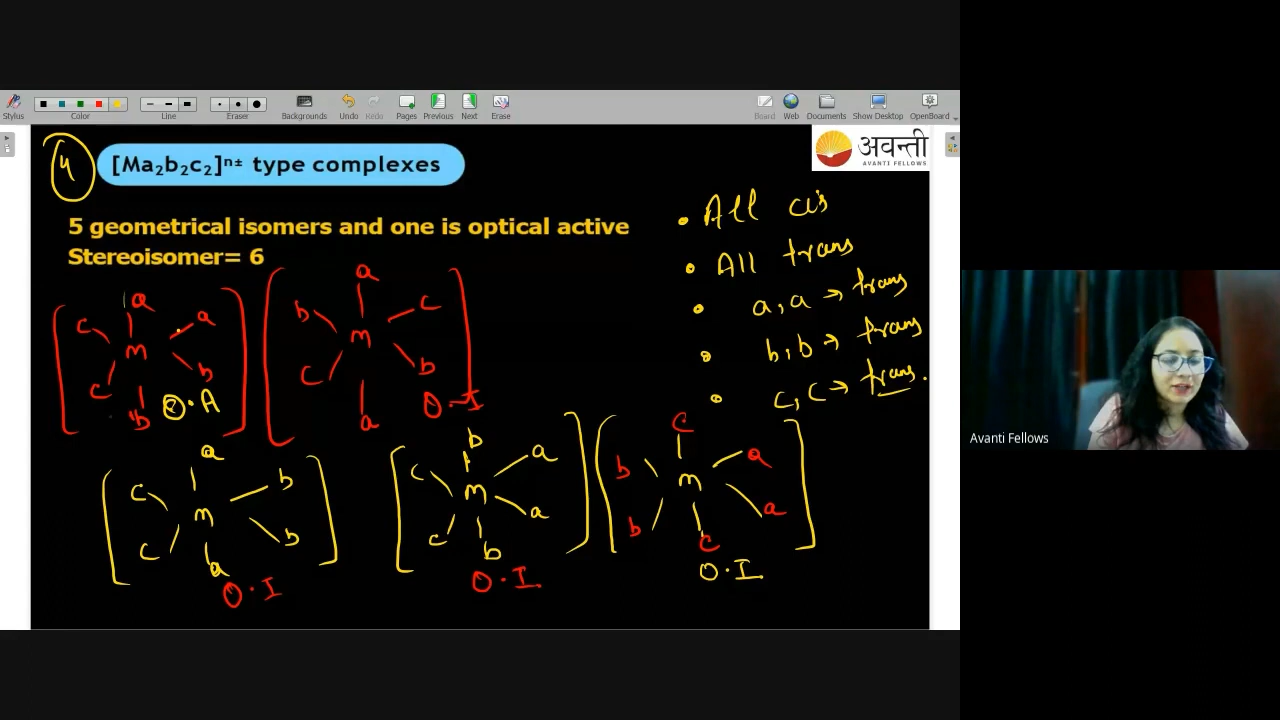 Stylus
Color
Line
Eraser
Backgrounds
Undo
Redo
Pages
Previous
Next
Erase
Board
Web
Documents
Show Desktop
OpenBoard
4
[Ma₂b₂c₂]ⁿ± type complexes
अवन्ती
AVANTI FELLOWS
5 geometrical isomers and one is optical active
Stereoisomer= 6
• All cis
• All trans
• a,a → trans
• b,b → trans
• c,c → trans.
a
c a
m
c b
b O.A
a
b c
m
c b
a O.I
a
c b
m
c b
a
O.I
b
c a
m
c a
b
O.I.
c
b a
m
b a
c
O.I.
Avanti Fellows